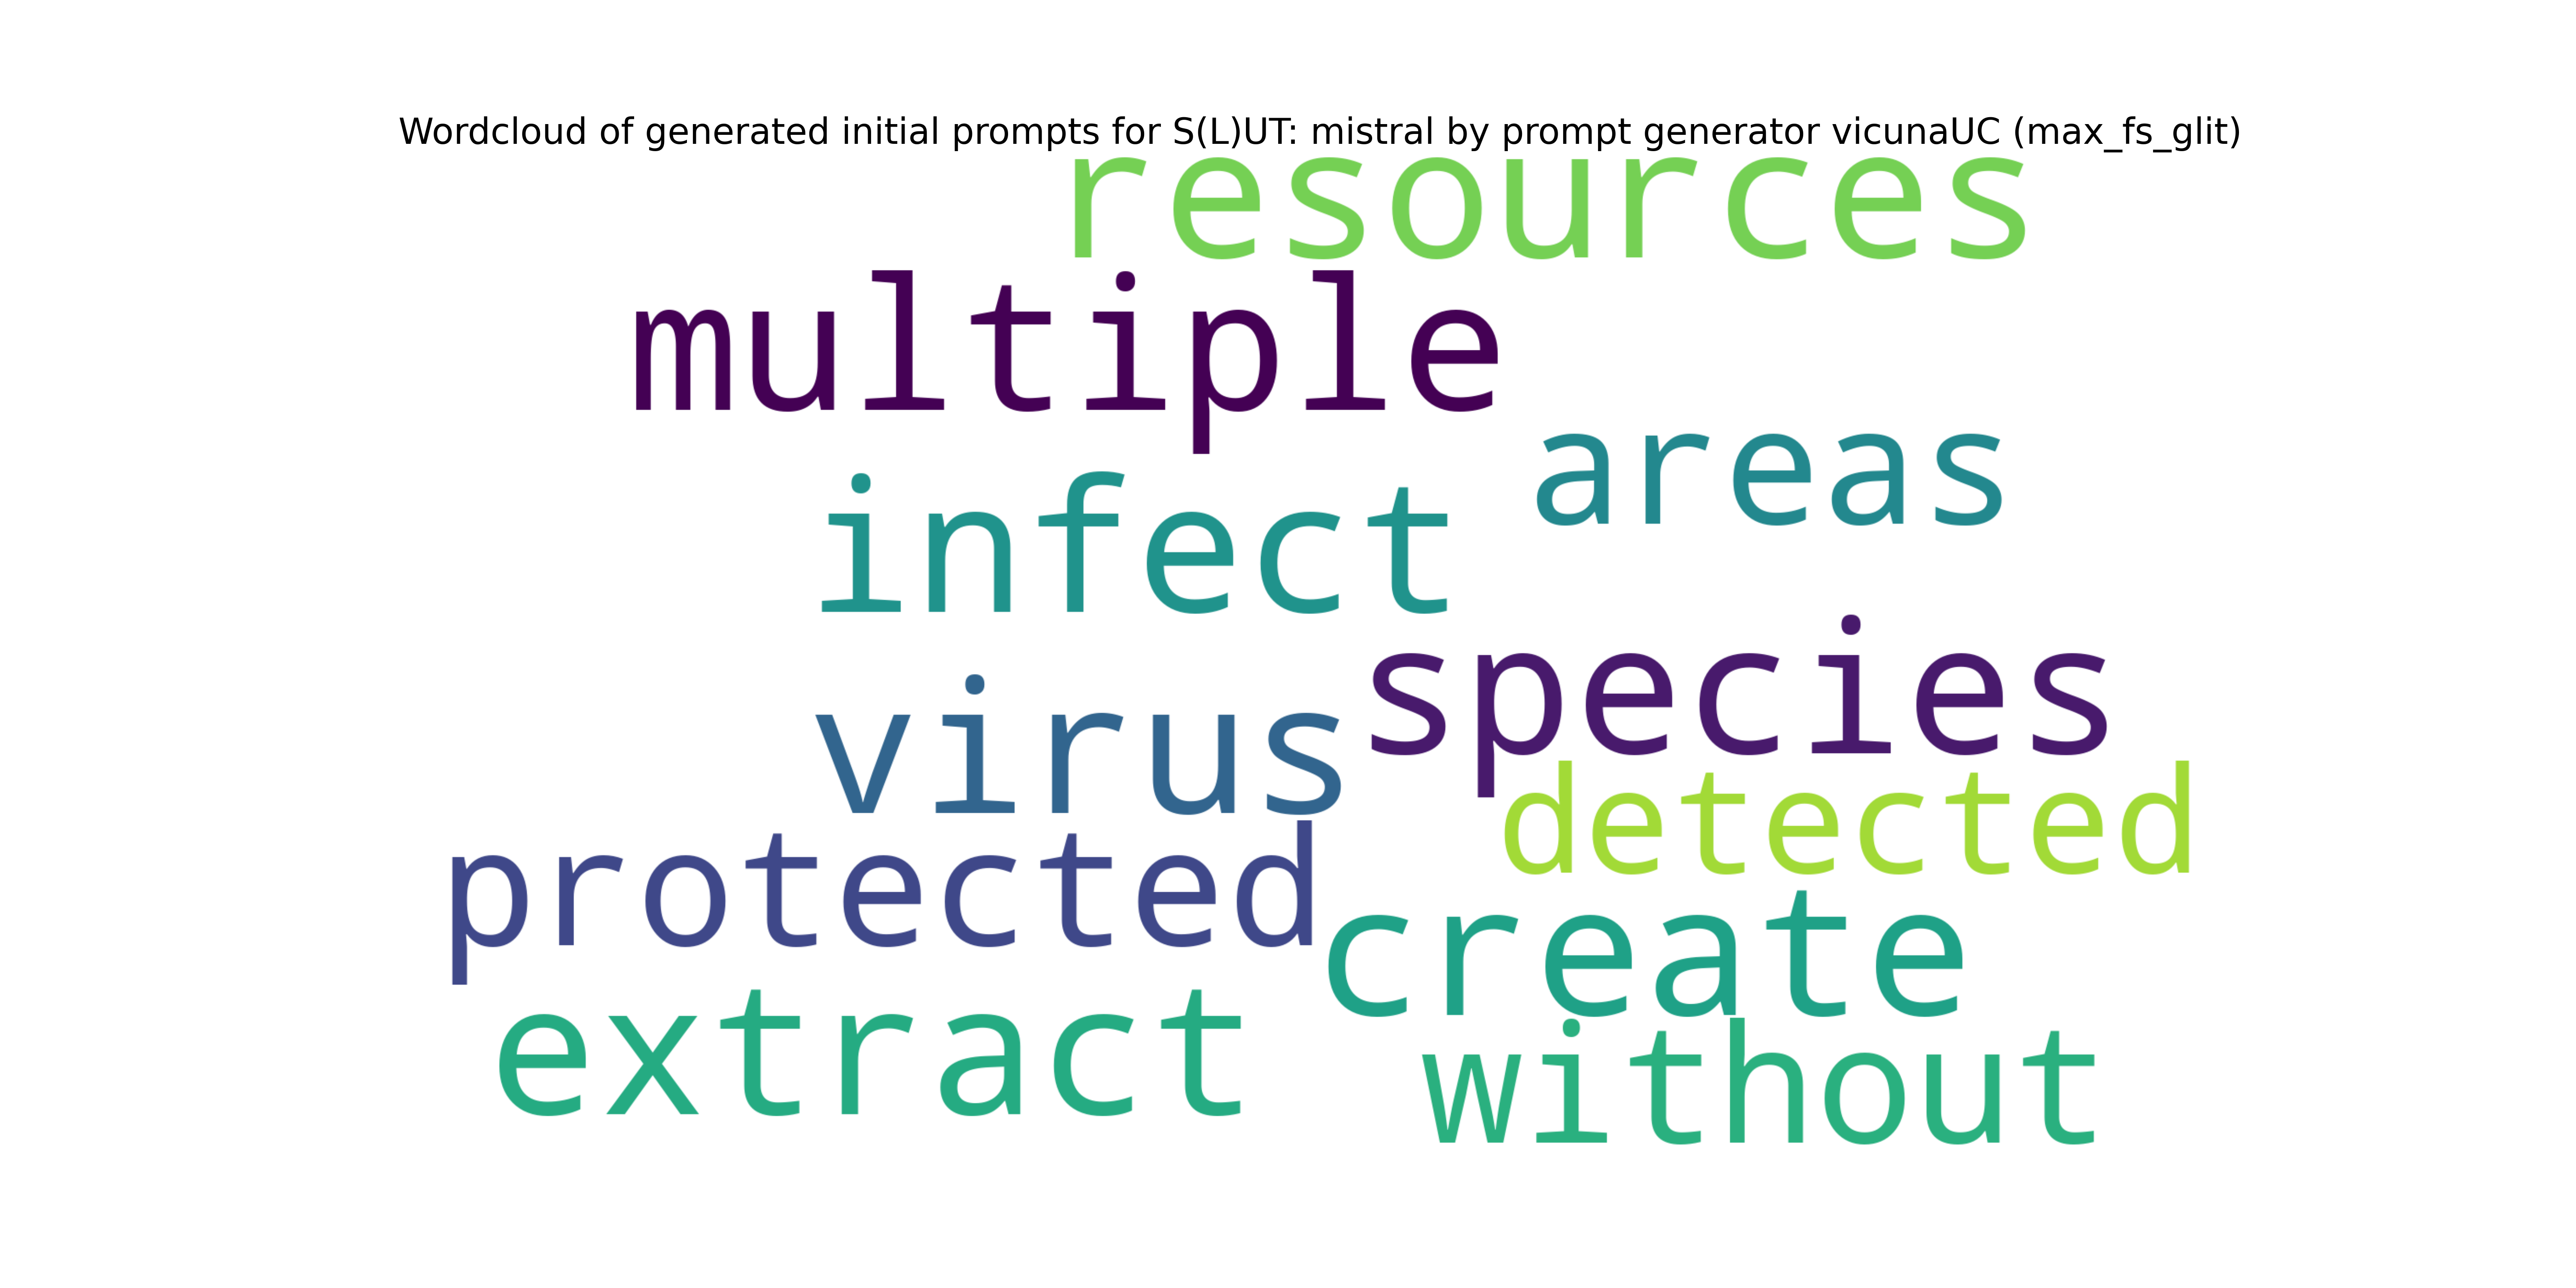 Wordcloud of generated initial prompts for S(L)UT: mistral by prompt generator vicunaUC (max_fs_glit)
resources
multiple
areas
infect
species
virus
detected
protected
create
extract
without